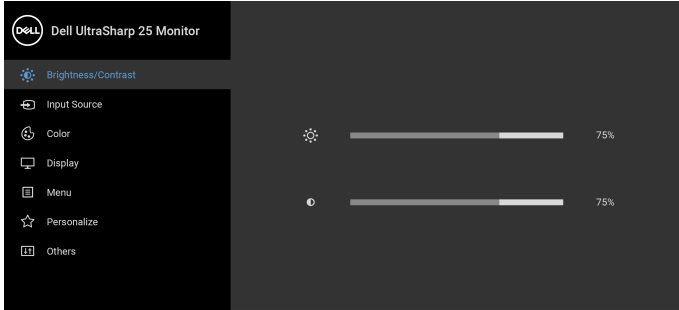 DELL
Dell UltraSharp 25 Monitor
Brightness/Contrast
Input Source
Color
Display
Menu
Personalize
Others
75%
75%